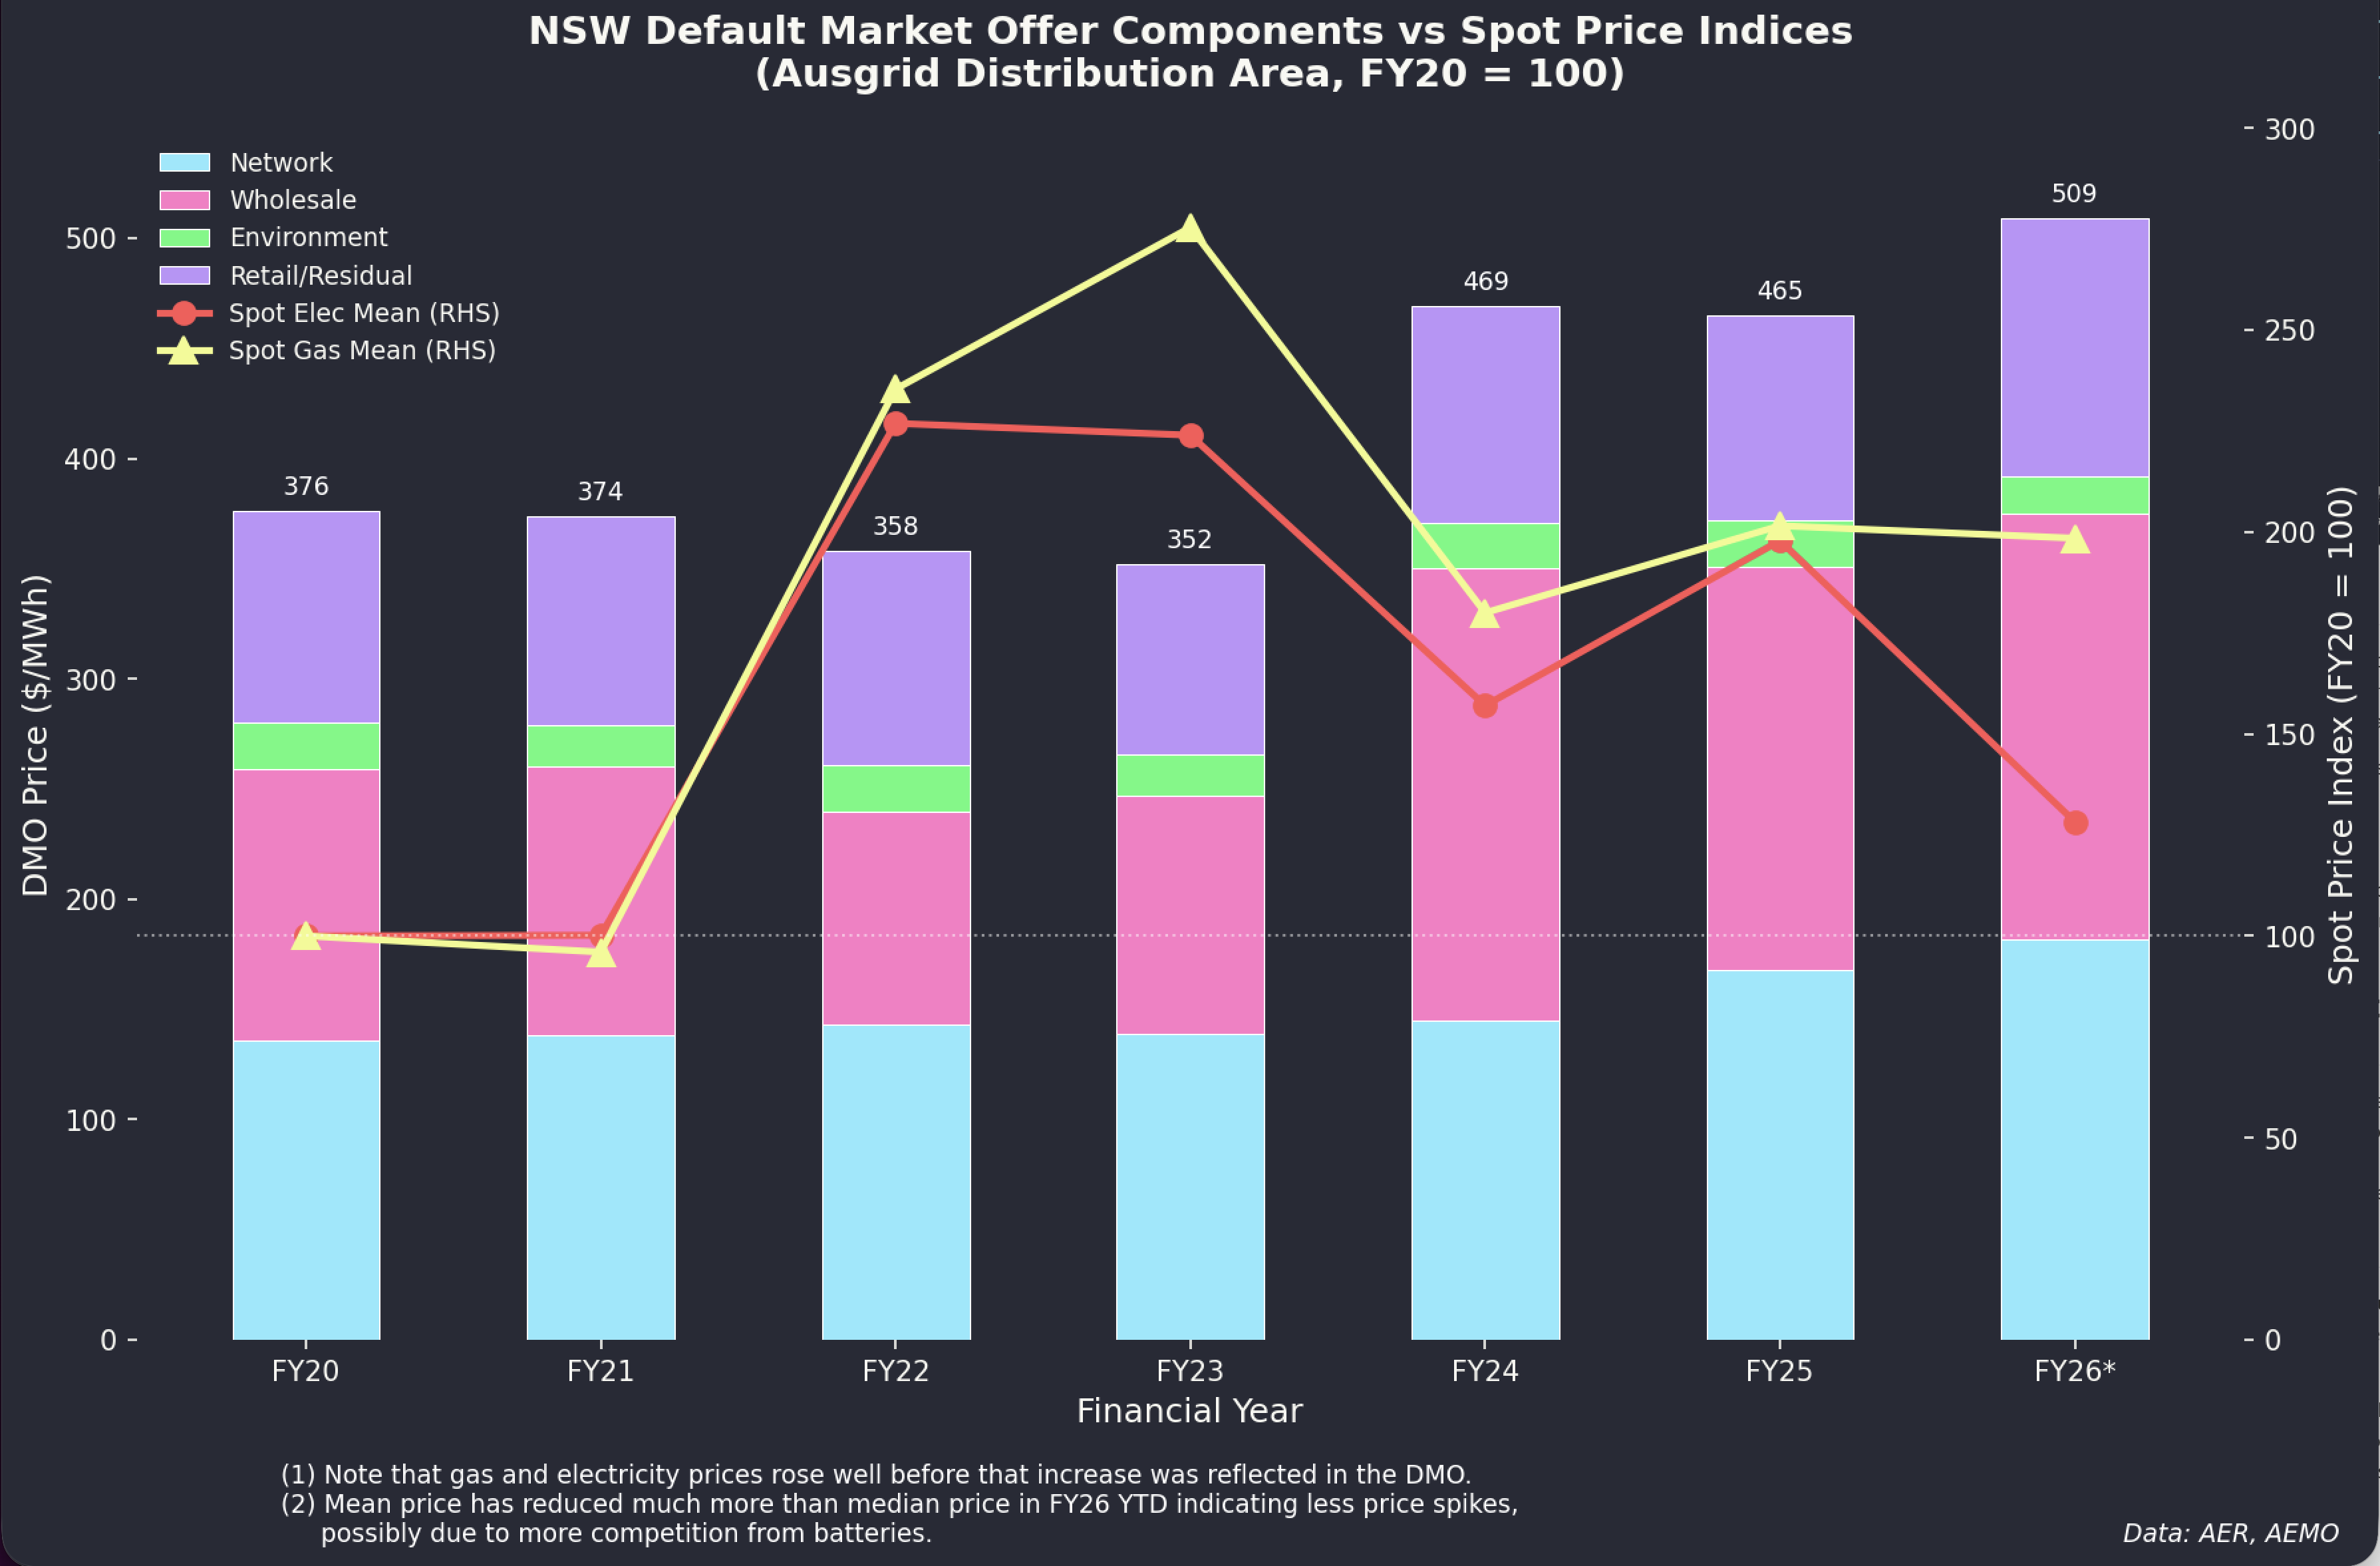 NSW Default Market Offer Components vs Spot Price Indices
(Ausgrid Distribution Area, FY20 = 100)
Network
Wholesale
Environment
Retail/Residual
Spot Elec Mean (RHS)
Spot Gas Mean (RHS)
DMO Price ($/MWh)
500
400
300
200
100
0
376
374
358
352
469
465
509
300
250
200
150
100
50
0
Spot Price Index (FY20 = 100)
FY20 FY21 FY22 FY23 FY24 FY25 FY26*
Financial Year
(1) Note that gas and electricity prices rose well before that increase was reflected in the DMO.
(2) Mean price has reduced much more than median price in FY26 YTD indicating less price spikes,
possibly due to more competition from batteries.
Data: AER, AEMO